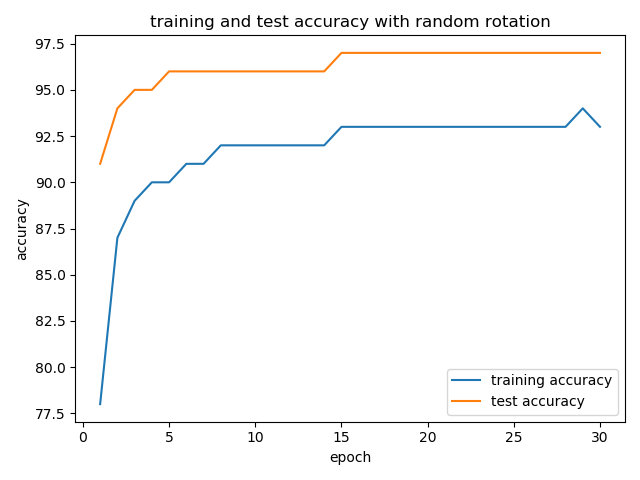 training and test accuracy with random rotation
97.5
95.0
92.5
90.0
87.5
85.0
82.5
80.0
77.5
accuracy
0 5 10 15 20 25 30
epoch
training accuracy
test accuracy